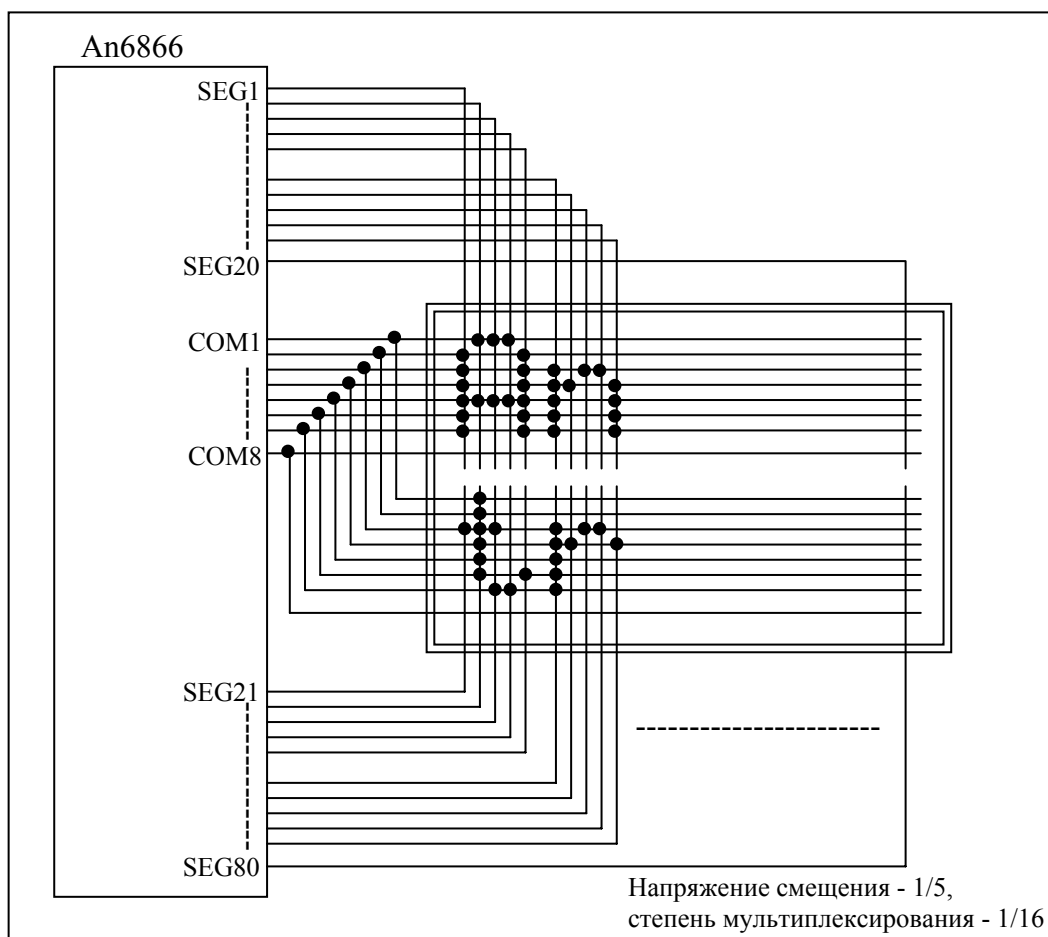 An6866
SEG1
SEG20
COM1
COM8
SEG21
SEG80
Напряжение смещения - 1/5,
степень мультиплексирования - 1/16